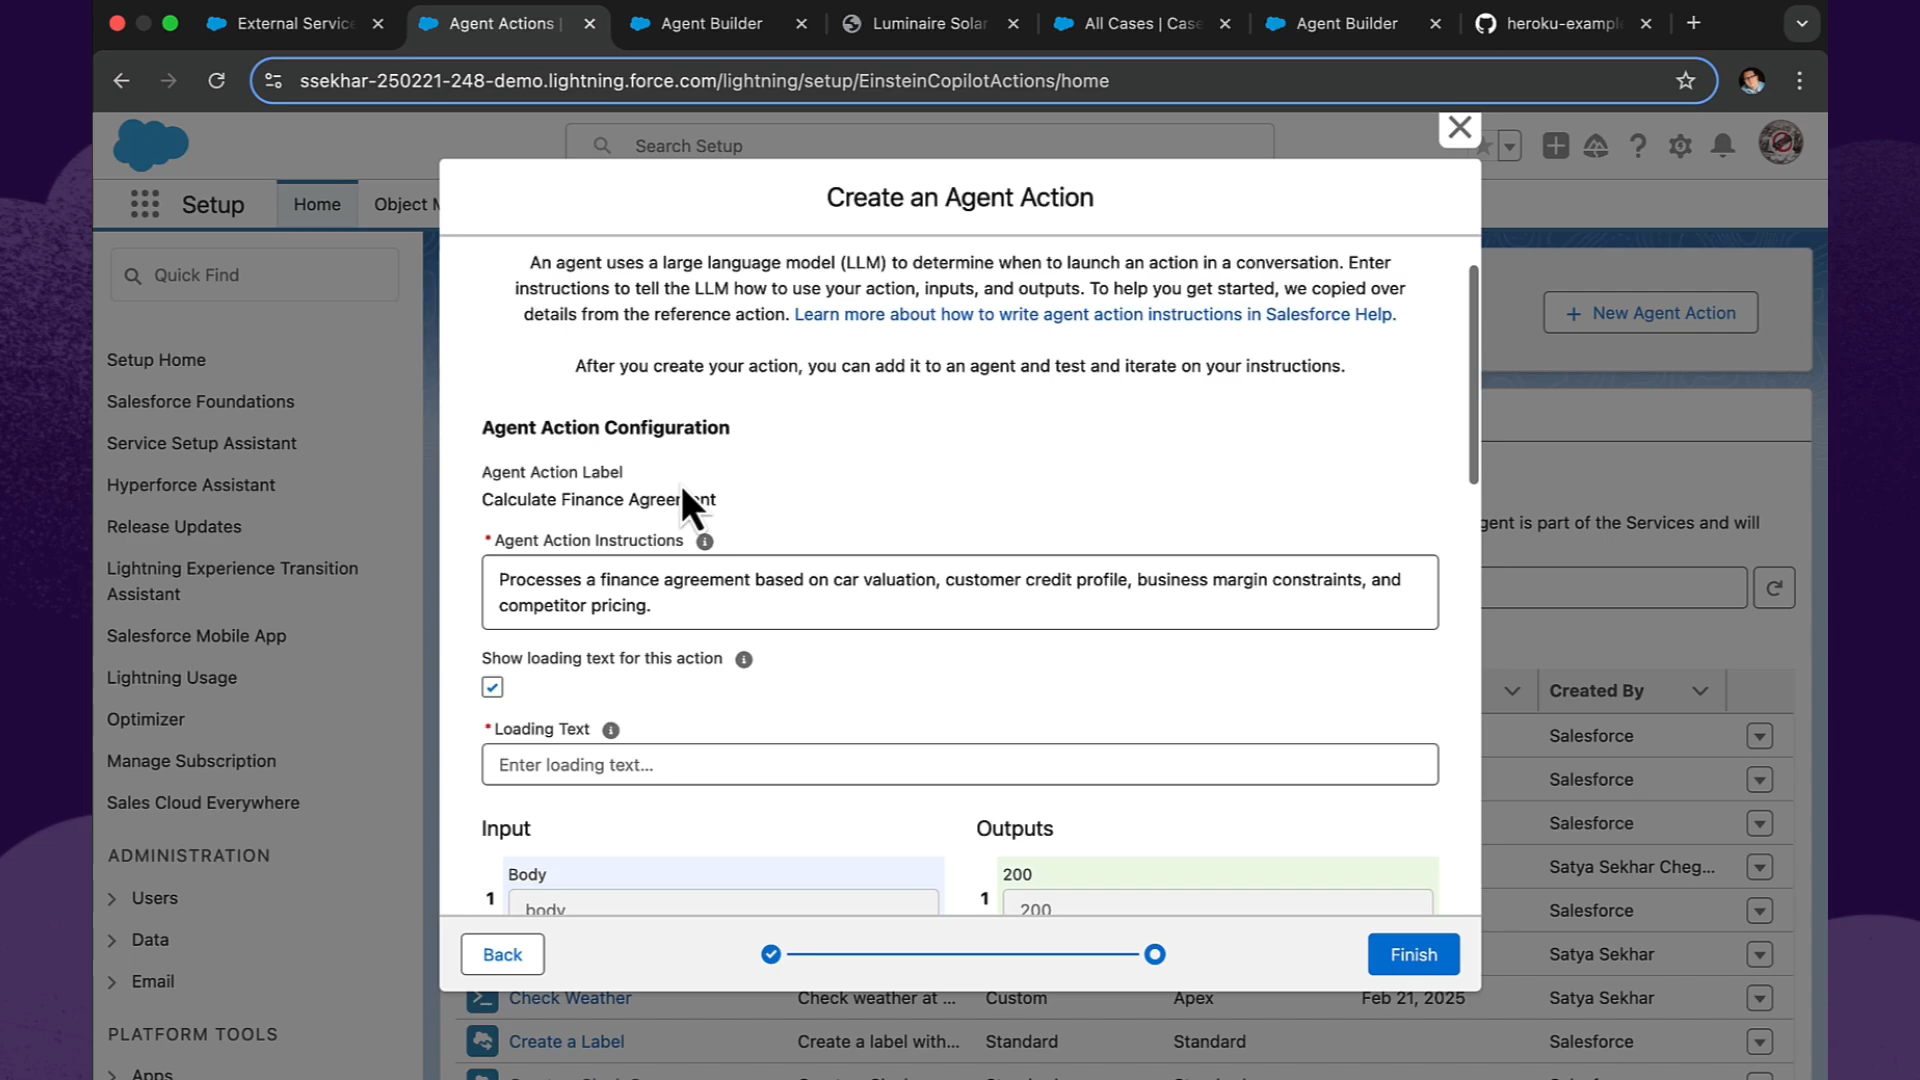 External Service
Agent Actions |
Agent Builder
Luminaire Solar
All Cases | Case
Agent Builder
heroku-exampl
ssekhar-250221-248-demo.lightning.force.com/lightning/setup/EinsteinCopilotActions/home
Search Setup
Setup
Home
Object M
Quick Find
Setup Home
Salesforce Foundations
Service Setup Assistant
Hyperforce Assistant
Release Updates
Lightning Experience Transition
Assistant
Salesforce Mobile App
Lightning Usage
Optimizer
Manage Subscription
Sales Cloud Everywhere
ADMINISTRATION
Users
Data
Email
PLATFORM TOOLS
Apps
Create an Agent Action
An agent uses a large language model (LLM) to determine when to launch an action in a conversation. Enter
instructions to tell the LLM how to use your action, inputs, and outputs. To help you get started, we copied over
details from the reference action. Learn more about how to write agent action instructions in Salesforce Help.
After you create your action, you can add it to an agent and test and iterate on your instructions.
Agent Action Configuration
Agent Action Label
Calculate Finance Agreement
*Agent Action Instructions
Processes a finance agreement based on car valuation, customer credit profile, business margin constraints, and
competitor pricing.
Show loading text for this action
*Loading Text
Enter loading text...
Input
Outputs
Body
200
1
body
1
200
Back
Finish
+ New Agent Action
gent is part of the Services and will
Created By
Salesforce
Salesforce
Salesforce
Satya Sekhar Cheg...
Salesforce
Satya Sekhar
Check Weather
Check weather at ...
Custom
Apex
Feb 21, 2025
Satya Sekhar
Create a Label
Create a label with...
Standard
Standard
Salesforce